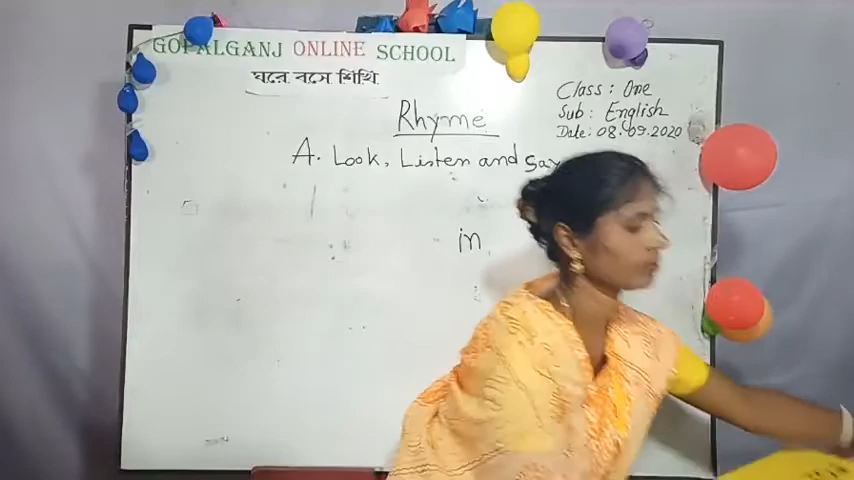 GOPALGANJ ONLINE SCHOOL
ঘরে বসে শিখি
Class : One
Sub : English
Date : 08.09.2020
Rhyme
A. Look, Listen and say
in